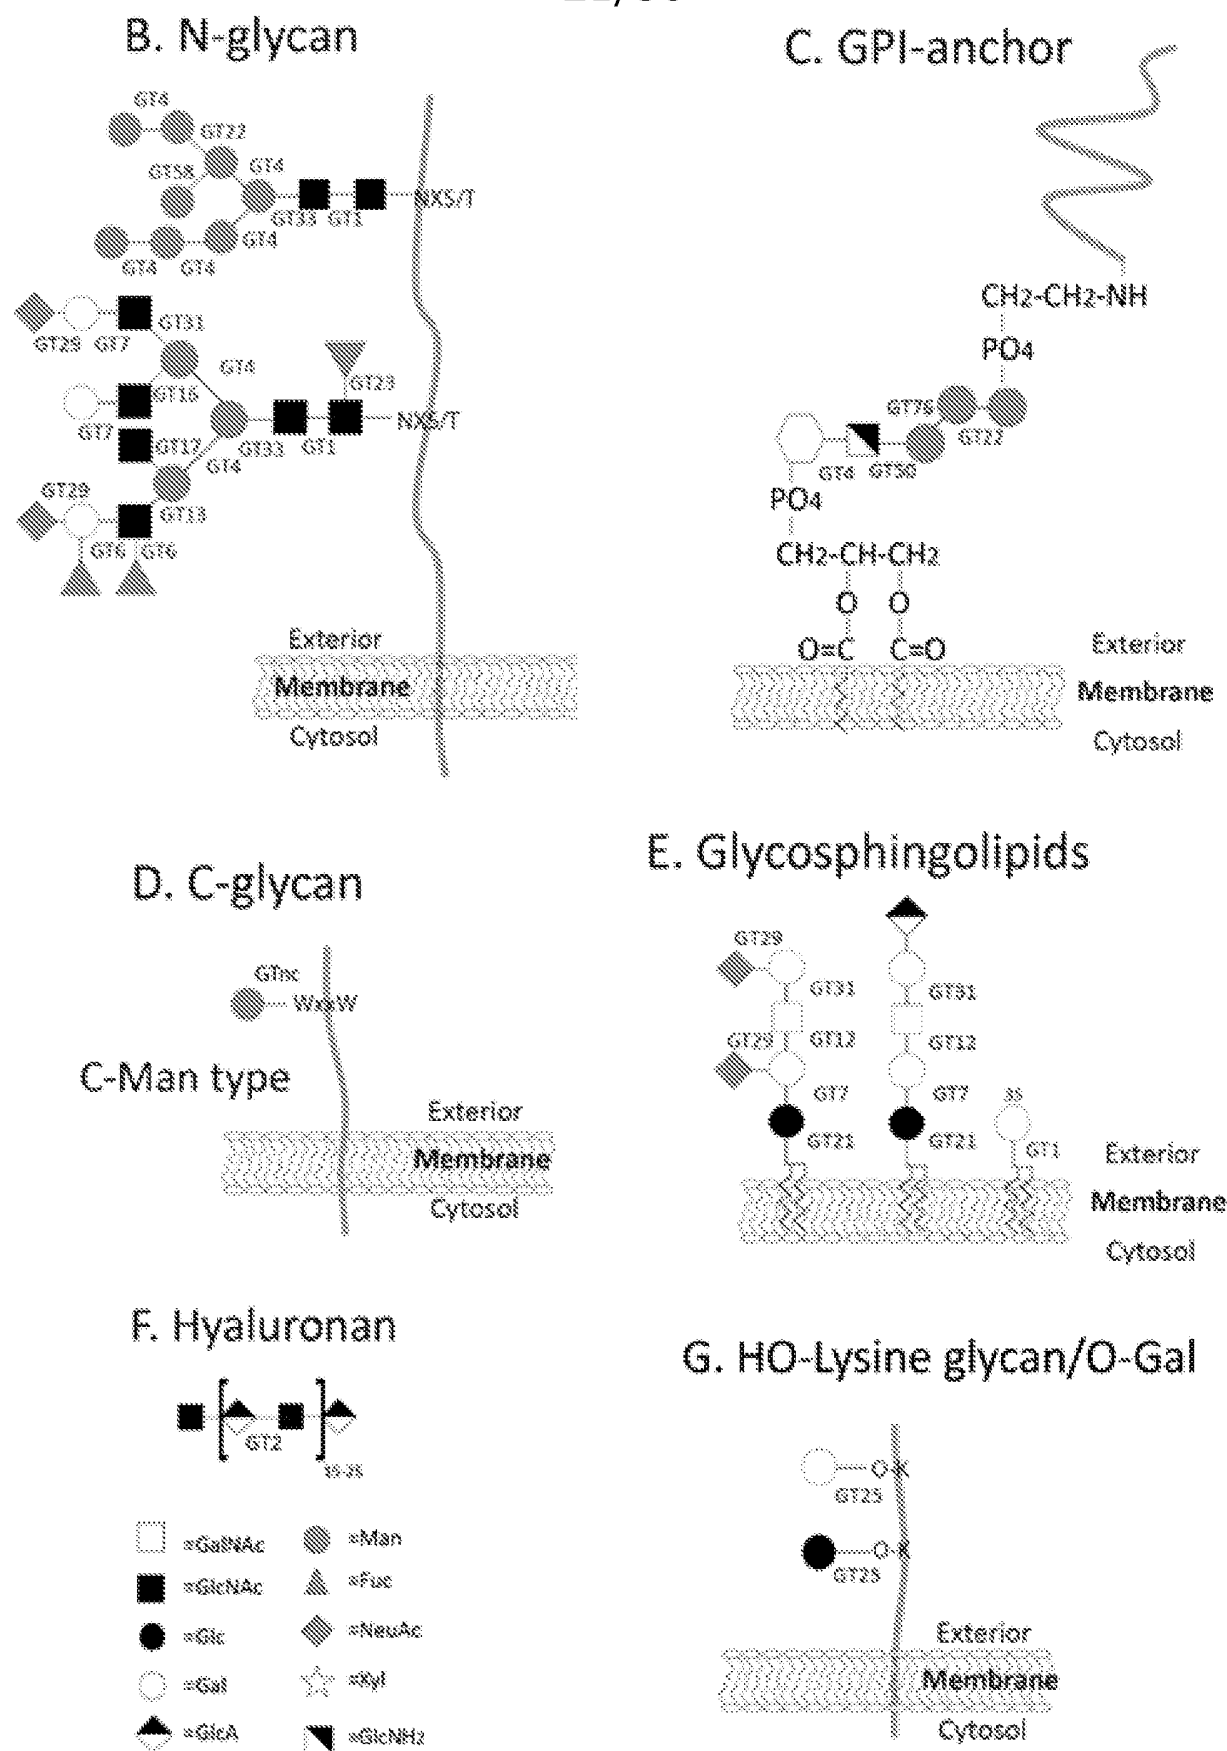 B. N-glycan
GT4
GT22
GT58
GT4
GT33 GT1
NXS/T
GT4
GT4 GT4
GT31
GT29 GT7
GT4
GT23
NXS/T
GT7
GT33 GT1
GT17
GT4
GT29
GT13
GT6 GT6
Exterior
Membrane
Cytosol
C. GPI-anchor
CH2-CH2-NH
PO4
GT76
GT22
GT4 GT50
PO4
CH2-CH-CH2
O O
O=C C=O
Exterior
Membrane
Cytosol
D. C-glycan
GTnc
WxxW
C-Man type
Exterior
Membrane
Cytosol
E. Glycosphingolipids
GT29
GT31 GT31
GT29 GT12 GT12
GT7 GT7
3S
GT21 GT21 GT1
Exterior
Membrane
Cytosol
F. Hyaluronan
GT2
=GalNAc
=GlcNAc
=Glc
=Gal
=GlcA
=Man
=Fuc
=NeuAc
=Xyl
=GlcNH2
G. HO-Lysine glycan/O-Gal
O-K
GT25
O-K
GT25
Exterior
Membrane
Cytosol